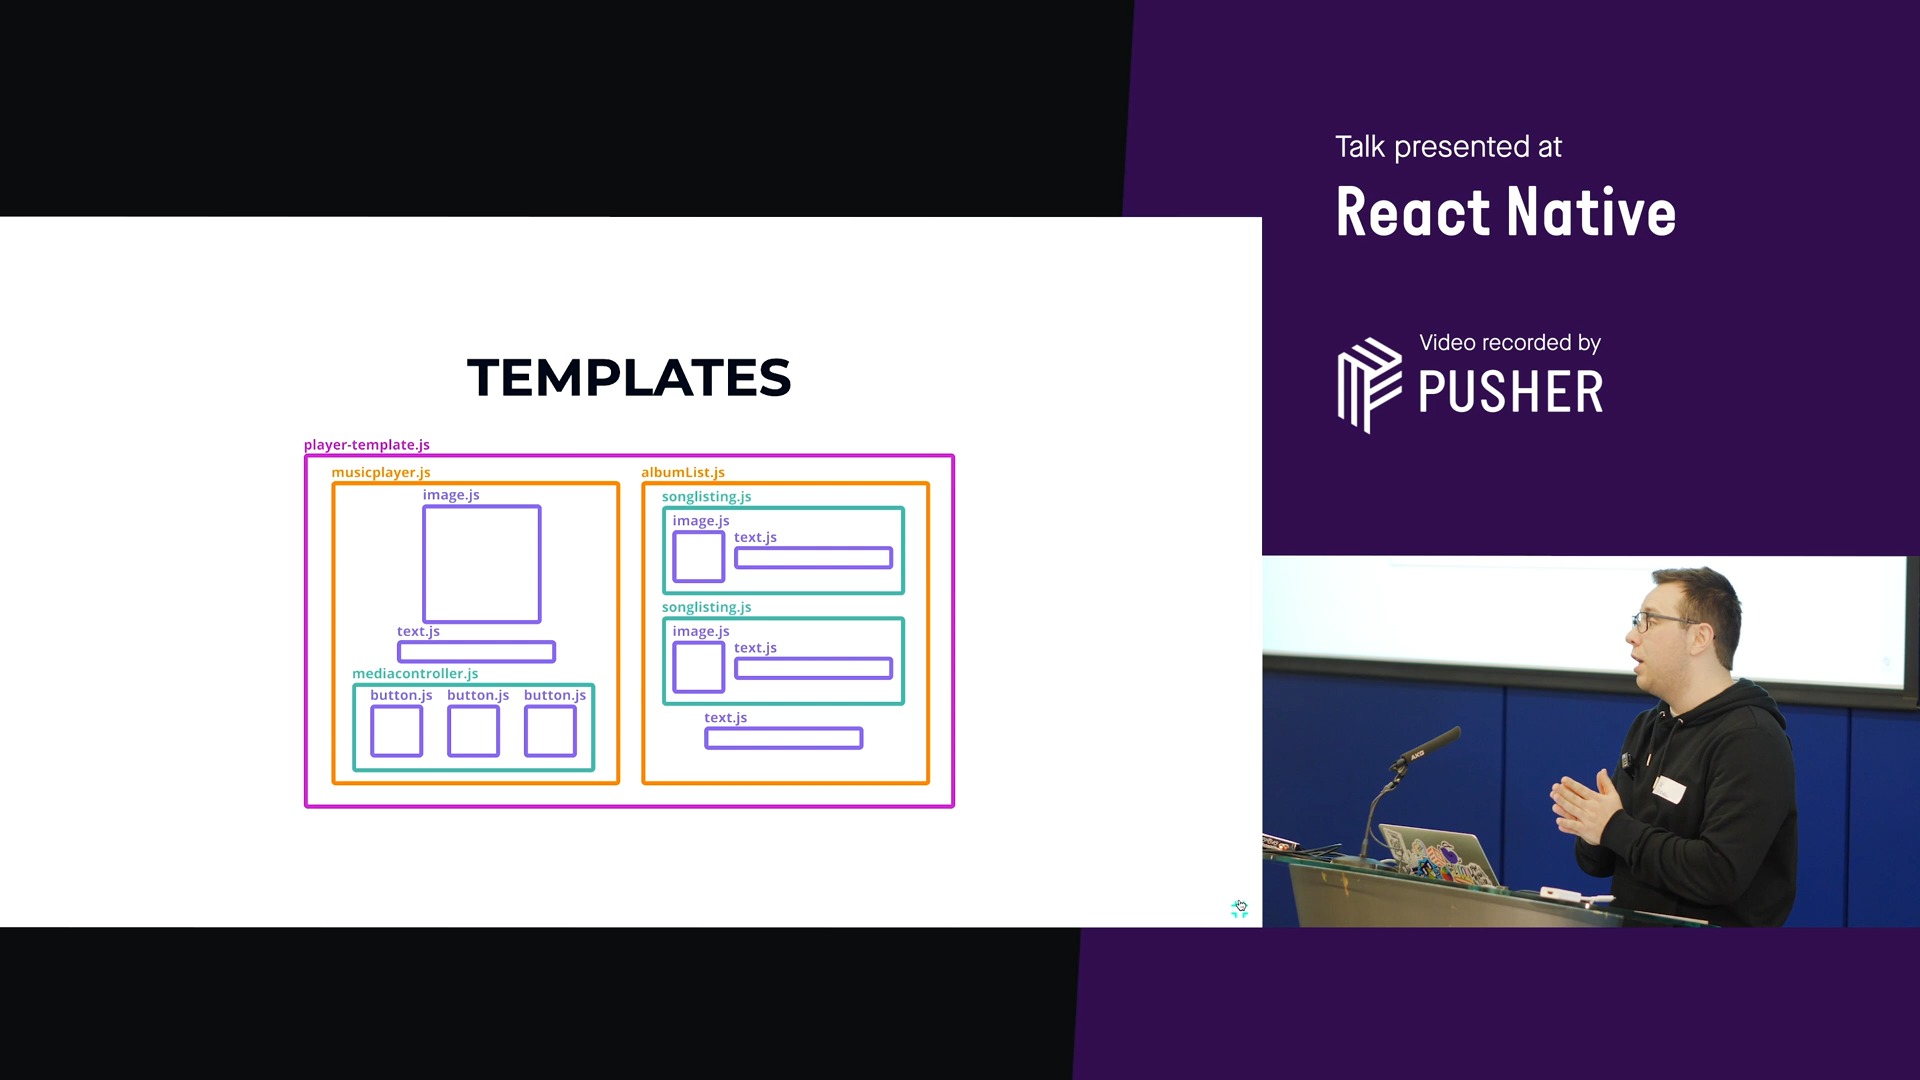 Talk presented at
React Native
Video recorded by
PUSHER
TEMPLATES
player-template.js
musicplayer.js
image.js
text.js
mediacontroller.js
button.js button.js button.js
albumList.js
songlisting.js
image.js
text.js
songlisting.js
image.js
text.js
text.js
AKG